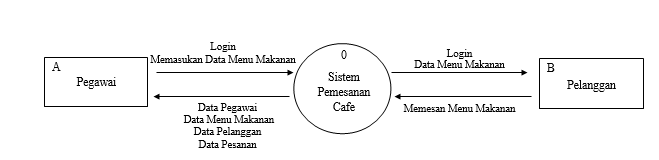 A
Pegawai
Login
Memasukan Data Menu Makanan
Data Pegawai
Data Menu Makanan
Data Pelanggan
Data Pesanan
0
Sistem
Pemesanan
Cafe
Login
Data Menu Makanan
Memesan Menu Makanan
B
Pelanggan